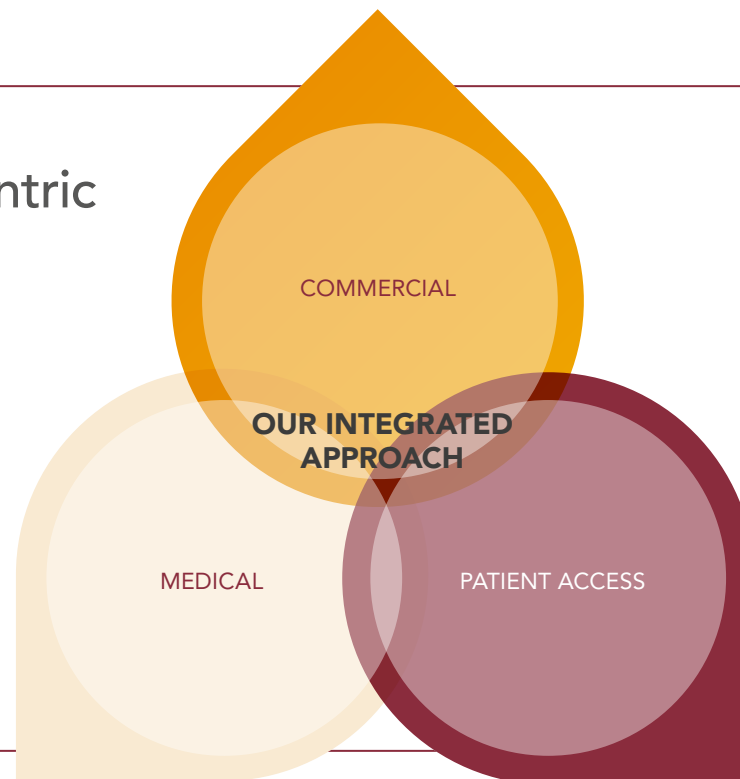 ntric
COMMERCIAL
OUR INTEGRATED
APPROACH
MEDICAL
PATIENT ACCESS